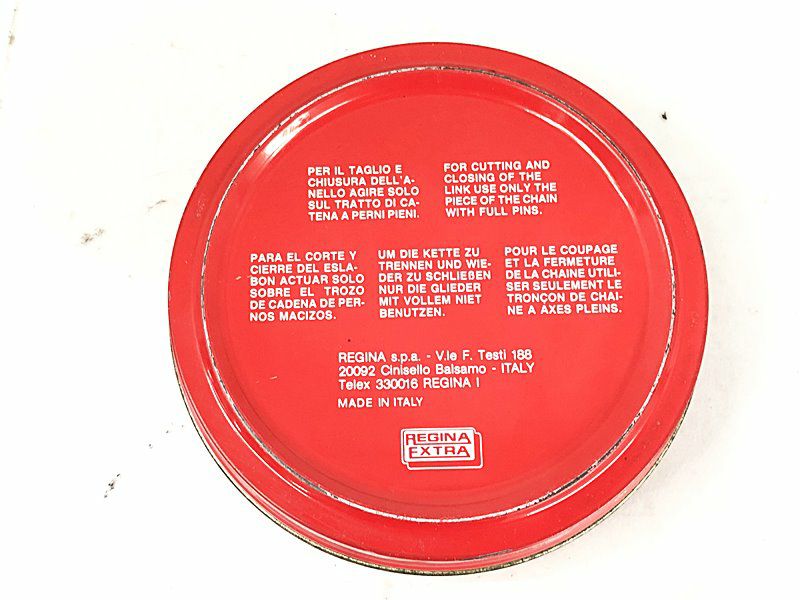 PER IL TAGLIO E
CHIUSURA DELL'A-
NELLO AGIRE SOLO
SUL TRATTO DI CA-
TENA A PERNI PIENI.
FOR CUTTING AND
CLOSING OF THE
LINK USE ONLY THE
PIECE OF THE CHAIN
WITH FULL PINS.
PARA EL CORTE Y
CIERRE DEL ESLA-
BON ACTUAR SOLO
SOBRE EL TROZO
DE CADENA DE PER-
NOS MACIZOS.
UM DIE KETTE ZU
TRENNEN UND WIE-
DER ZU SCHLIEßEN
NUR DIE GLIEDER
MIT VOLLEM NIET
BENUTZEN.
POUR LE COUPAGE
ET LA FERMETURE
DE LA CHAINE UTILI-
SER SEULEMENT LE
TRONÇON DE CHAI-
NE A AXES PLEINS.
REGINA s.p.a. - V.le F. Testi 188
20092 Cinisello Balsamo - ITALY
Telex 330016 REGINA I
MADE IN ITALY
REGINA
EXTRA